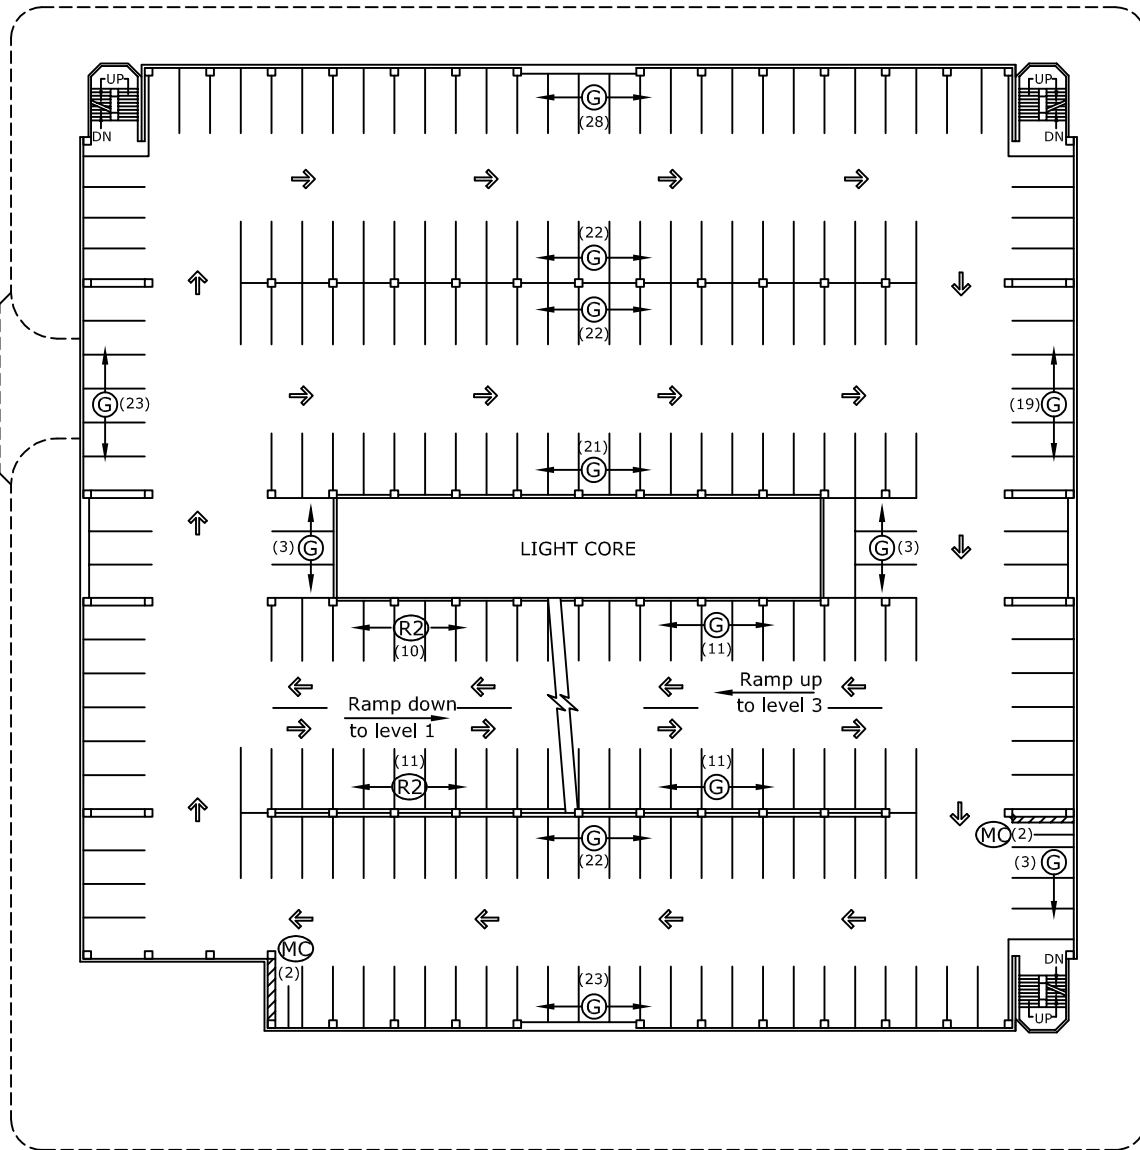 UP
UP
G
(28)
DN
DN
(22)
G
G
(22)
G (23)
(19) G
(21)
G
(3) G
LIGHT CORE
G (3)
R2
(10)
G
(11)
Ramp down
to level 1
Ramp up
to level 3
(11)
R2
(11)
G
G
(22)
MC (2)
(3) G
MC
(2)
(23)
G
DN
UP